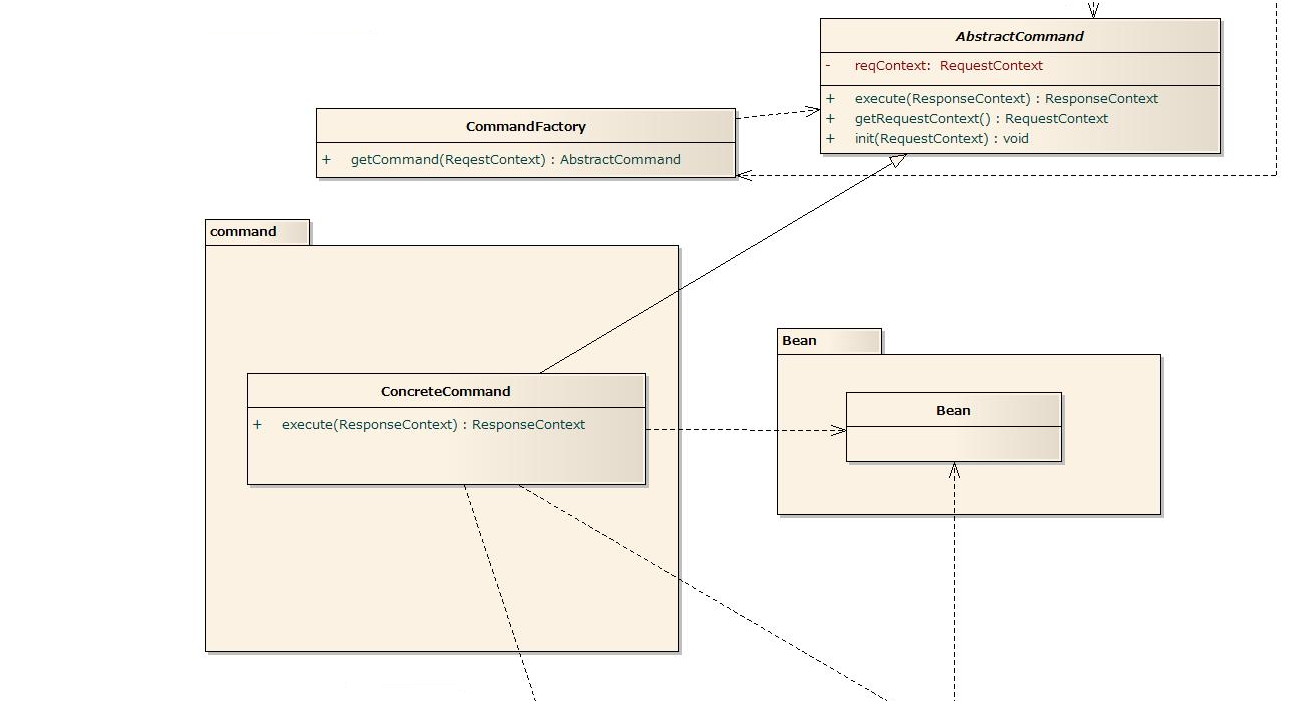 AbstractCommand
- reqContext: RequestContext
+ execute(ResponseContext) : ResponseContext
+ getRequestContext() : RequestContext
+ init(RequestContext) : void
CommandFactory
+ getCommand(ReqestContext) : AbstractCommand
command
ConcreteCommand
+ execute(ResponseContext) : ResponseContext
Bean
Bean